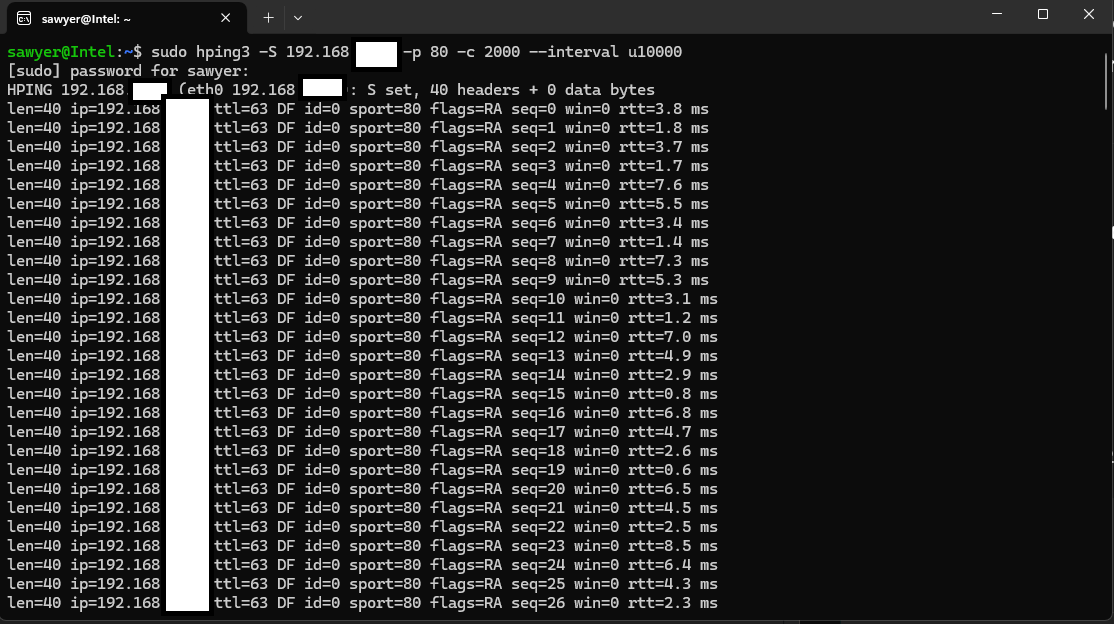 sawyer@Intel: ~
sawyer@Intel:~$ sudo hping3 -S 192.168 -p 80 -c 2000 --interval u10000
[sudo] password for sawyer:
HPING 192.168 (eth0 192.168 ): S set, 40 headers + 0 data bytes
len=40 ip=192.168 ttl=63 DF id=0 sport=80 flags=RA seq=0 win=0 rtt=3.8 ms
len=40 ip=192.168 ttl=63 DF id=0 sport=80 flags=RA seq=1 win=0 rtt=1.8 ms
len=40 ip=192.168 ttl=63 DF id=0 sport=80 flags=RA seq=2 win=0 rtt=3.7 ms
len=40 ip=192.168 ttl=63 DF id=0 sport=80 flags=RA seq=3 win=0 rtt=1.7 ms
len=40 ip=192.168 ttl=63 DF id=0 sport=80 flags=RA seq=4 win=0 rtt=7.6 ms
len=40 ip=192.168 ttl=63 DF id=0 sport=80 flags=RA seq=5 win=0 rtt=5.5 ms
len=40 ip=192.168 ttl=63 DF id=0 sport=80 flags=RA seq=6 win=0 rtt=3.4 ms
len=40 ip=192.168 ttl=63 DF id=0 sport=80 flags=RA seq=7 win=0 rtt=1.4 ms
len=40 ip=192.168 ttl=63 DF id=0 sport=80 flags=RA seq=8 win=0 rtt=7.3 ms
len=40 ip=192.168 ttl=63 DF id=0 sport=80 flags=RA seq=9 win=0 rtt=5.3 ms
len=40 ip=192.168 ttl=63 DF id=0 sport=80 flags=RA seq=10 win=0 rtt=3.1 ms
len=40 ip=192.168 ttl=63 DF id=0 sport=80 flags=RA seq=11 win=0 rtt=1.2 ms
len=40 ip=192.168 ttl=63 DF id=0 sport=80 flags=RA seq=12 win=0 rtt=7.0 ms
len=40 ip=192.168 ttl=63 DF id=0 sport=80 flags=RA seq=13 win=0 rtt=4.9 ms
len=40 ip=192.168 ttl=63 DF id=0 sport=80 flags=RA seq=14 win=0 rtt=2.9 ms
len=40 ip=192.168 ttl=63 DF id=0 sport=80 flags=RA seq=15 win=0 rtt=0.8 ms
len=40 ip=192.168 ttl=63 DF id=0 sport=80 flags=RA seq=16 win=0 rtt=6.8 ms
len=40 ip=192.168 ttl=63 DF id=0 sport=80 flags=RA seq=17 win=0 rtt=4.7 ms
len=40 ip=192.168 ttl=63 DF id=0 sport=80 flags=RA seq=18 win=0 rtt=2.6 ms
len=40 ip=192.168 ttl=63 DF id=0 sport=80 flags=RA seq=19 win=0 rtt=0.6 ms
len=40 ip=192.168 ttl=63 DF id=0 sport=80 flags=RA seq=20 win=0 rtt=6.5 ms
len=40 ip=192.168 ttl=63 DF id=0 sport=80 flags=RA seq=21 win=0 rtt=4.5 ms
len=40 ip=192.168 ttl=63 DF id=0 sport=80 flags=RA seq=22 win=0 rtt=2.5 ms
len=40 ip=192.168 ttl=63 DF id=0 sport=80 flags=RA seq=23 win=0 rtt=8.5 ms
len=40 ip=192.168 ttl=63 DF id=0 sport=80 flags=RA seq=24 win=0 rtt=6.4 ms
len=40 ip=192.168 ttl=63 DF id=0 sport=80 flags=RA seq=25 win=0 rtt=4.3 ms
len=40 ip=192.168 ttl=63 DF id=0 sport=80 flags=RA seq=26 win=0 rtt=2.3 ms